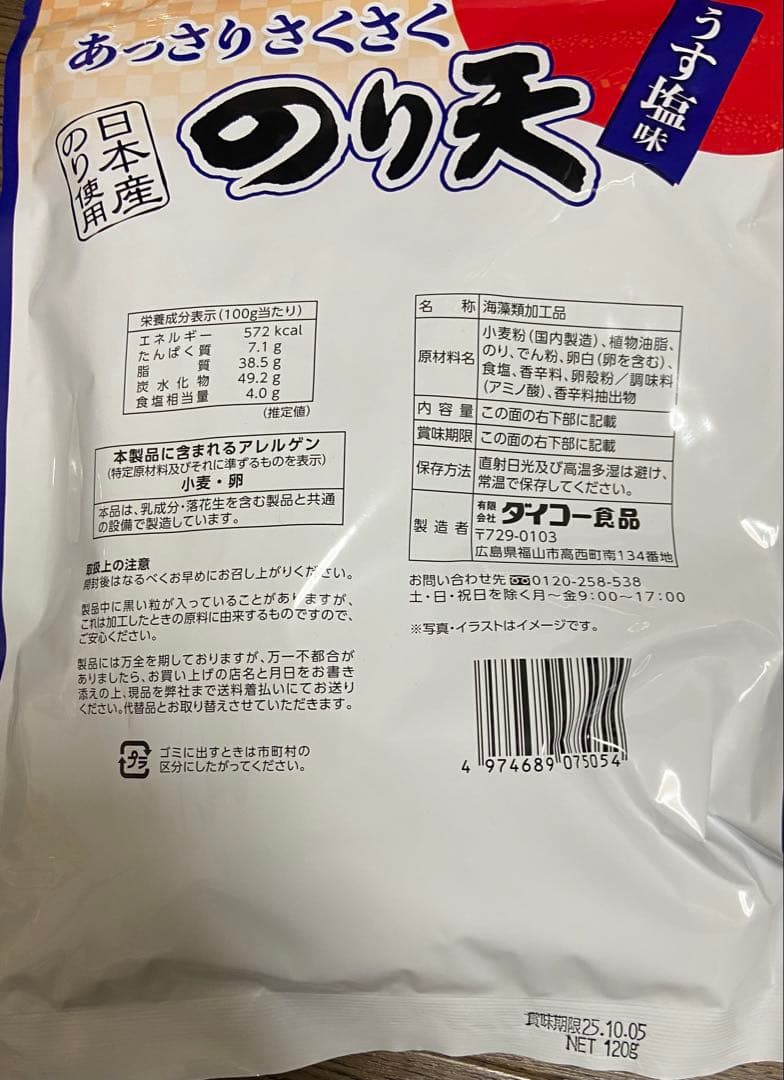 あっさりさくさく
うす塩味
のり天
日本産
のり使用
栄養成分表示(100g当たり)
エネルギー 572 kcal
たんぱく質 7.1 g
脂質 38.5 g
炭水化物 49.2 g
食塩相当量 4.0 g
(推定値)
本製品に含まれるアレルゲン
(特定原材料及びそれに準ずるものを表示)
小麦・卵
本品は、乳成分・落花生を含む製品と共通
の設備で製造しています。
取扱上の注意
開封後はなるべくお早めにお召し上がりください。
製品中に黒い粒が入っていることがありますが、
これは加工したときの原料に由来するものですので、
ご安心ください。
製品には万全を期しておりますが、万一不都合が
ありましたら、お買い上げの店名と月日をお書き
添えの上、現品を弊社まで送料着払いにてお送り
ください。代替品とお取り替えさせていただきます。
プラ
ゴミに出すときは市町村の
区分にしたがってください。
名称 海藻類加工品
原材料名 小麦粉(国内製造)、植物油脂、
のり、でん粉、卵白(卵を含む)、
食塩、香辛料、卵殻粉/調味料
(アミノ酸)、香辛料抽出物
内容量 この面の右下部に記載
賞味期限 この面の右下部に記載
保存方法 直射日光及び高温多湿は避け、
常温で保存してください。
製造者 有限会社 ダイコー食品
〒729-0103
広島県福山市高西町南134番地
お問い合わせ先 0120-258-538
土・日・祝日を除く月~金9:00~17:00
※写真・イラストはイメージです。
4 974689 075054
賞味期限25.10.05
NET 120g